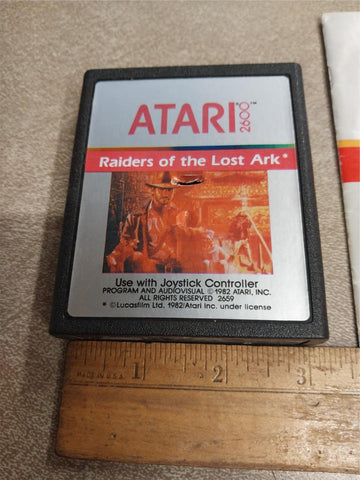 ATARI 2600™
Raiders of the Lost Ark*
Use with Joystick Controller
PROGRAM AND AUDIOVISUAL © 1982 ATARI, INC.
ALL RIGHTS RESERVED 2659
* ©Lucasfilm Ltd. 1982/Atari Inc. under license
1 2 3